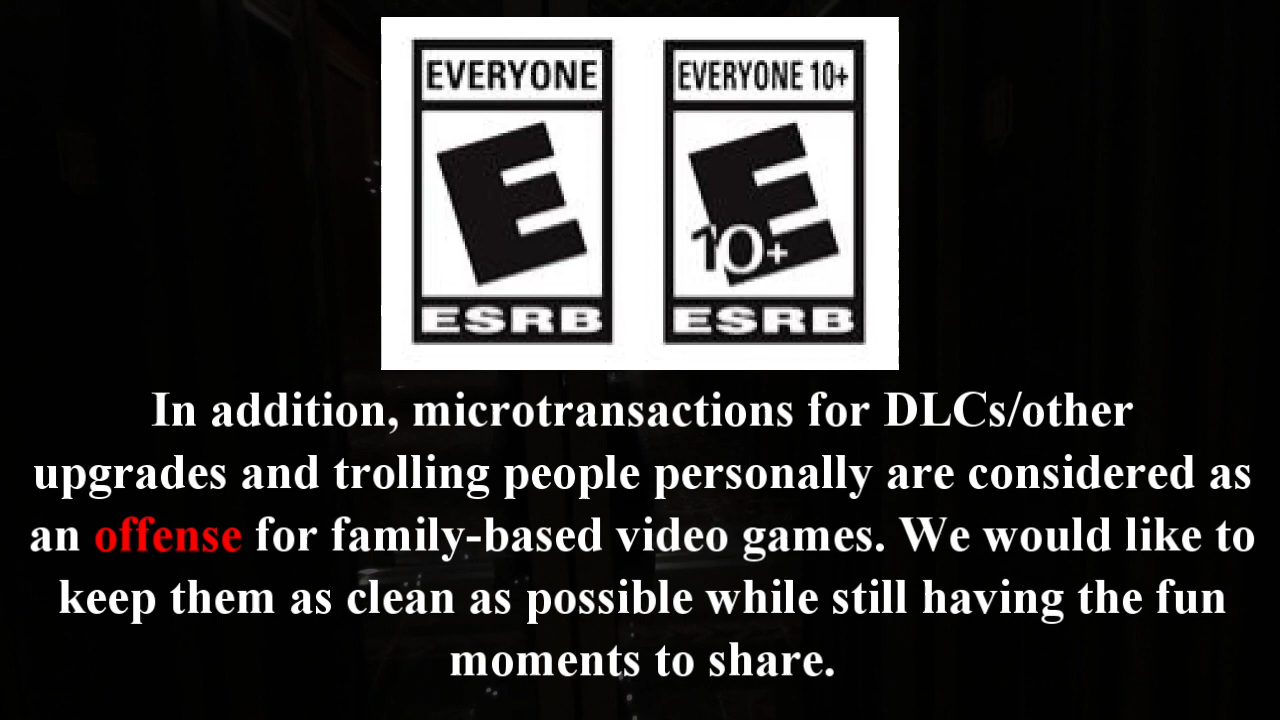 EVERYONE EVERYONE 10+
E E
10+
ESRB ESRB
In addition, microtransactions for DLCs/other
upgrades and trolling people personally are considered as
an offense for family-based video games. We would like to
keep them as clean as possible while still having the fun
moments to share.